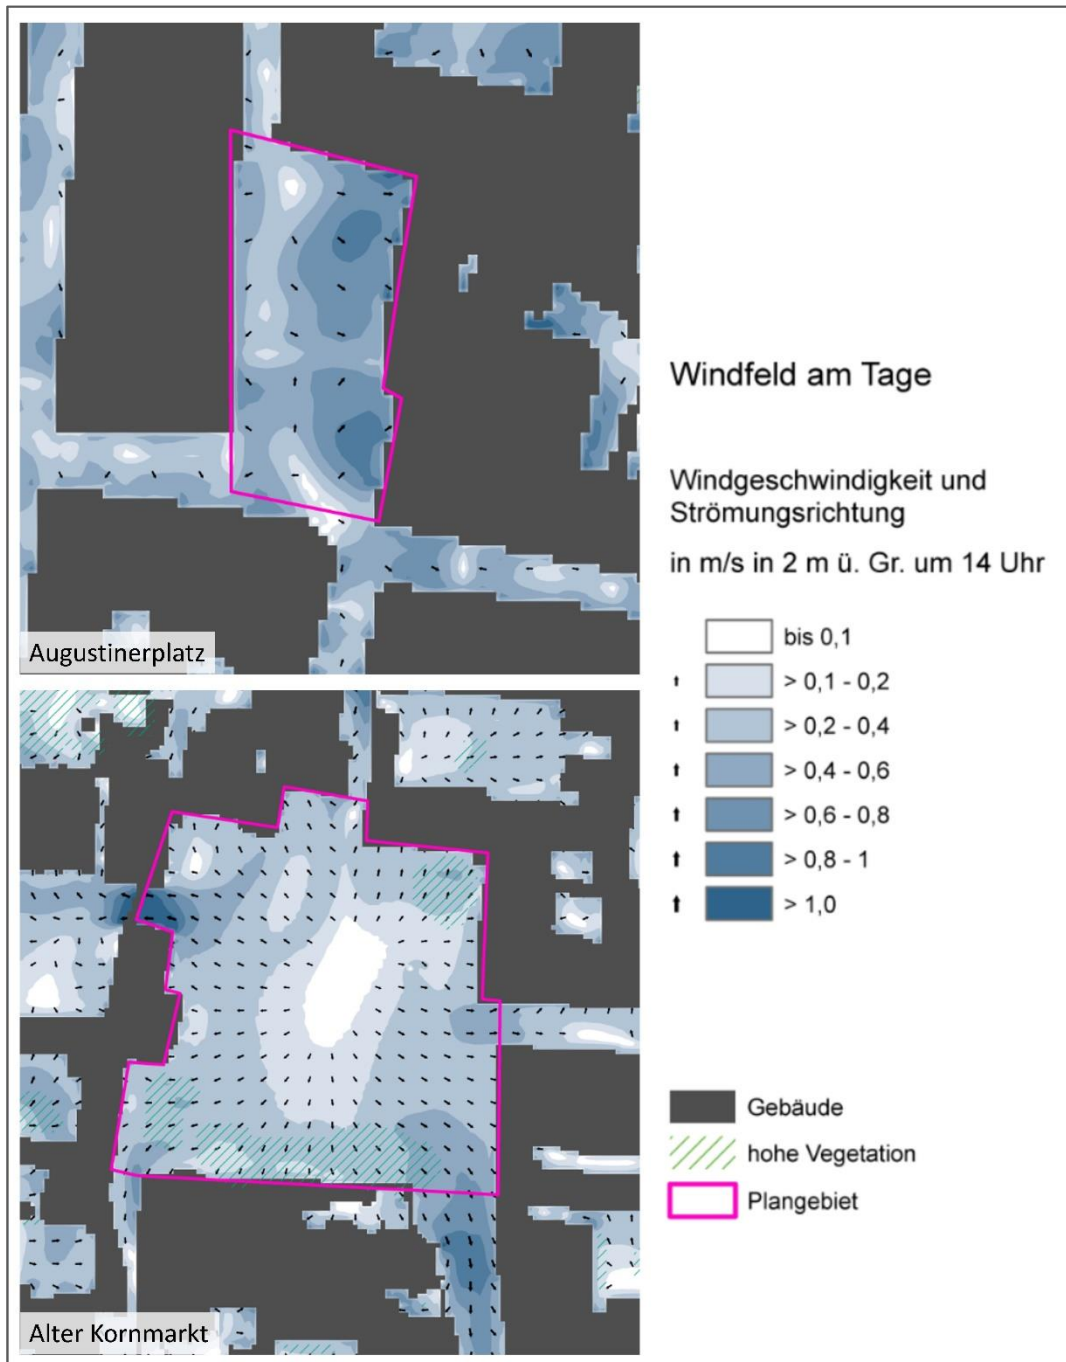 Augustinerplatz
Alter Kornmarkt
Windfeld am Tage
Windgeschwindigkeit und
Strömungsrichtung
in m/s in 2 m ü. Gr. um 14 Uhr
bis 0,1
> 0,1 - 0,2
> 0,2 - 0,4
> 0,4 - 0,6
> 0,6 - 0,8
> 0,8 - 1
> 1,0
Gebäude
hohe Vegetation
Plangebiet